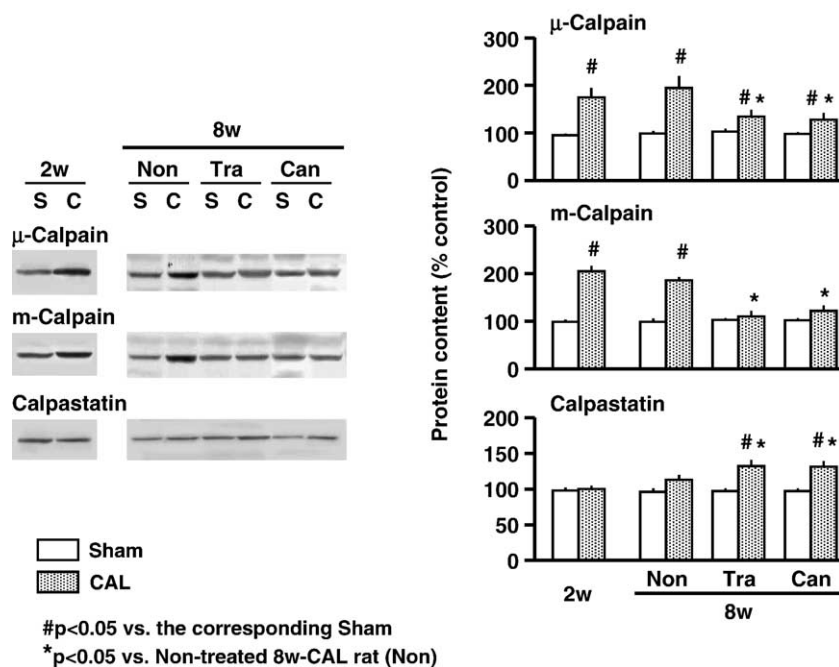 8w
2w Non Tra Can
S C S C S C S C
μ-Calpain
m-Calpain
Calpastatin
Sham
CAL
#p<0.05 vs. the corresponding Sham
*p<0.05 vs. Non-treated 8w-CAL rat (Non)
Protein content (% control)
μ-Calpain
300
200
100
0
# # #* #*
m-Calpain
300
200
100
0
# # * *
Calpastatin
200
150
100
50
0
#* #*
Non Tra Can
2w
8w